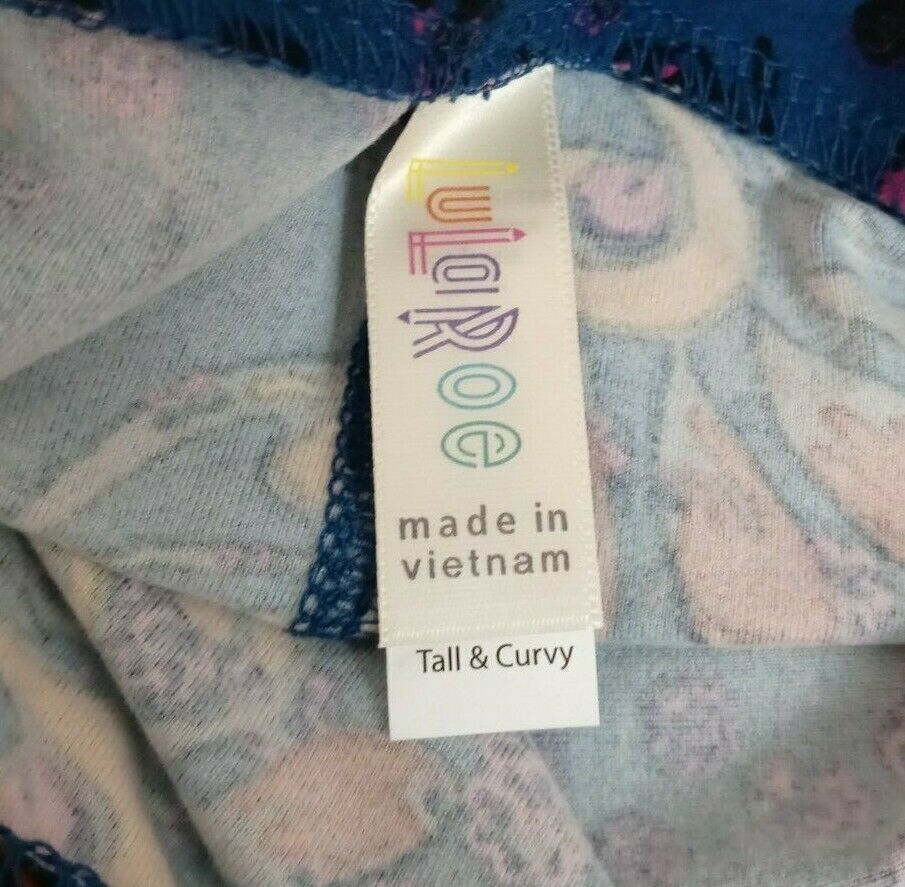 LuLaRoe
made in
vietnam
Tall & Curvy